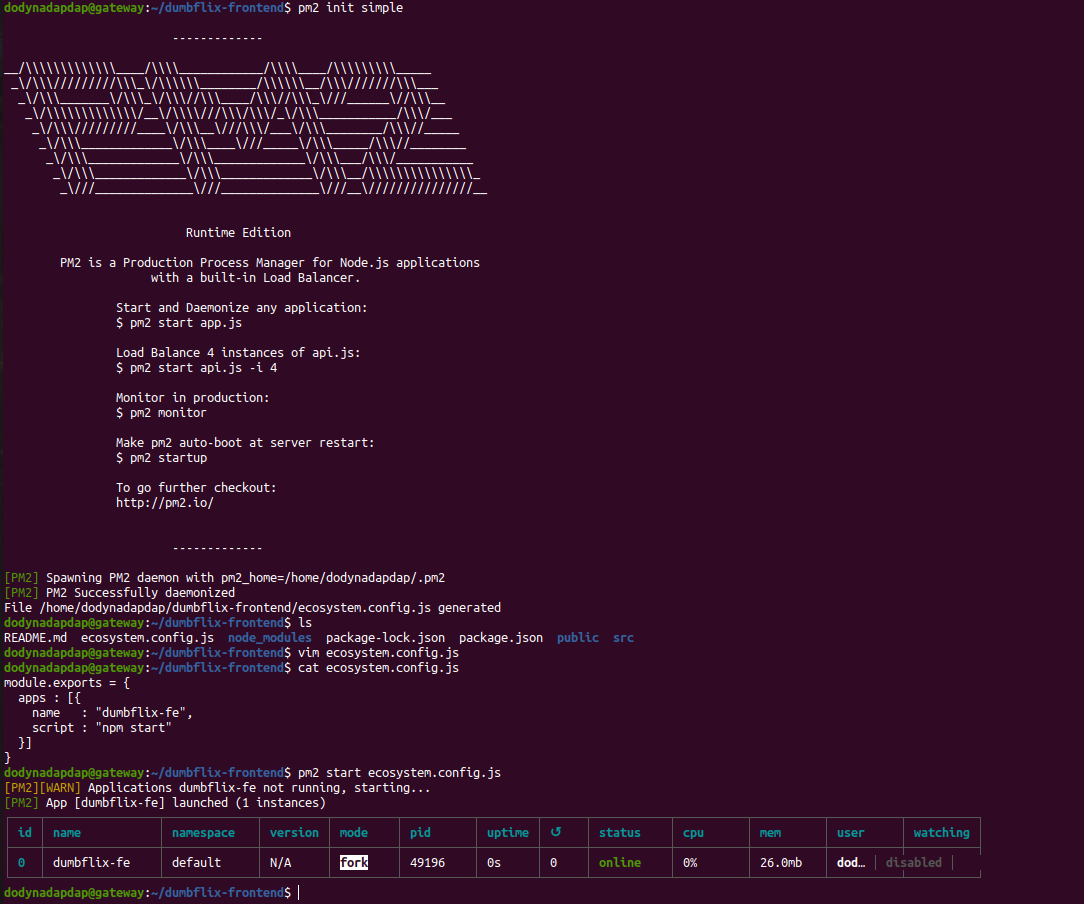 dodynadapdap@gateway:~/dumbflix-frontend$ pm2 init simple
-------------
__/\\\\\\\\\\\\\____/\\\\____________/\\\\____/\\\\\\\\\_____
_\/\\\/////////\\\_\/\\\\\\________/\\\\\\__/\\\///////\\\___
_\/\\\_______\/\\\_\/\\\//\\\____/\\\//\\\_\///______\//\\\__
_\/\\\\\\\\\\\\\/__\/\\\\///\\\/\\\/_\/\\\___________/\\\/___
_\/\\\/////////____\/\\\__\///\\\/___\/\\\________/\\\//_____
_\/\\\_____________\/\\\____\///_____\/\\\_____/\\\//________
_\/\\\_____________\/\\\_____________\/\\\___/\\\/___________
_\/\\\_____________\/\\\_____________\/\\\__/\\\\\\\\\\\\\\\_
_\///______________\///______________\///__\///////////////__
Runtime Edition
PM2 is a Production Process Manager for Node.js applications
with a built-in Load Balancer.
Start and Daemonize any application:
$ pm2 start app.js
Load Balance 4 instances of api.js:
$ pm2 start api.js -i 4
Monitor in production:
$ pm2 monitor
Make pm2 auto-boot at server restart:
$ pm2 startup
To go further checkout:
http://pm2.io/
-------------
[PM2] Spawning PM2 daemon with pm2_home=/home/dodynadapdap/.pm2
[PM2] PM2 Successfully daemonized
File /home/dodynadapdap/dumbflix-frontend/ecosystem.config.js generated
dodynadapdap@gateway:~/dumbflix-frontend$ ls
README.md  ecosystem.config.js  node_modules  package-lock.json  package.json  public  src
dodynadapdap@gateway:~/dumbflix-frontend$ vim ecosystem.config.js
dodynadapdap@gateway:~/dumbflix-frontend$ cat ecosystem.config.js
module.exports = {
  apps : [{
    name   : "dumbflix-fe",
    script : "npm start"
  }]
}
dodynadapdap@gateway:~/dumbflix-frontend$ pm2 start ecosystem.config.js
[PM2][WARN] Applications dumbflix-fe not running, starting...
[PM2] App [dumbflix-fe] launched (1 instances)
id name namespace version mode pid uptime ↺ status cpu mem user watching
0 dumbflix-fe default N/A fork 49196 0s 0 online 0% 26.0mb dod… disabled
dodynadapdap@gateway:~/dumbflix-frontend$